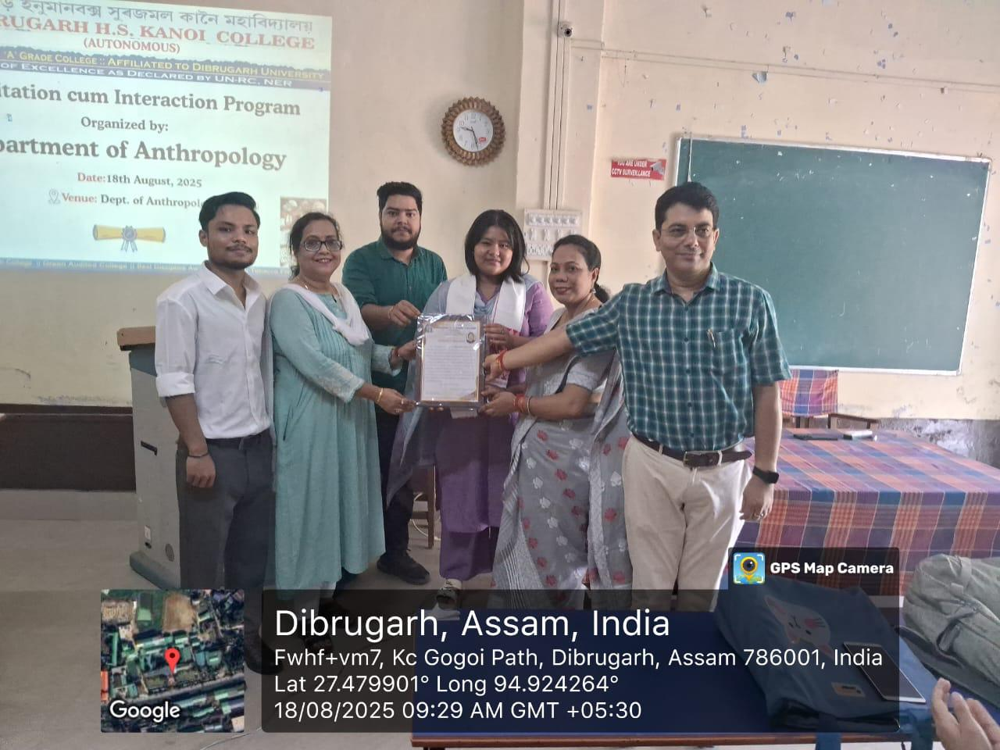 হনুমানবক্স সুৰজমল কানৈ মহাবিদ্যালয়
RUGARH H.S. KANOI COLLEGE
(AUTONOMOUS)
'A' GRADE COLLEGE :: AFFILIATED TO DIBRUGARH UNIVERSITY
OF EXCELLENCE AS DECLARED BY UN-RC, NER
itation cum Interaction Program
Organized by:
partment of Anthropology
Date:18th August, 2025
Venue: Dept. of Anthropol
College || Green Audited College || Best Discipline
YOU ARE UNDER
CCTV SURVEILLANCE
GPS Map Camera
Dibrugarh, Assam, India
Fwhf+vm7, Kc Gogoi Path, Dibrugarh, Assam 786001, India
Lat 27.479901° Long 94.924264°
18/08/2025 09:29 AM GMT +05:30
Google